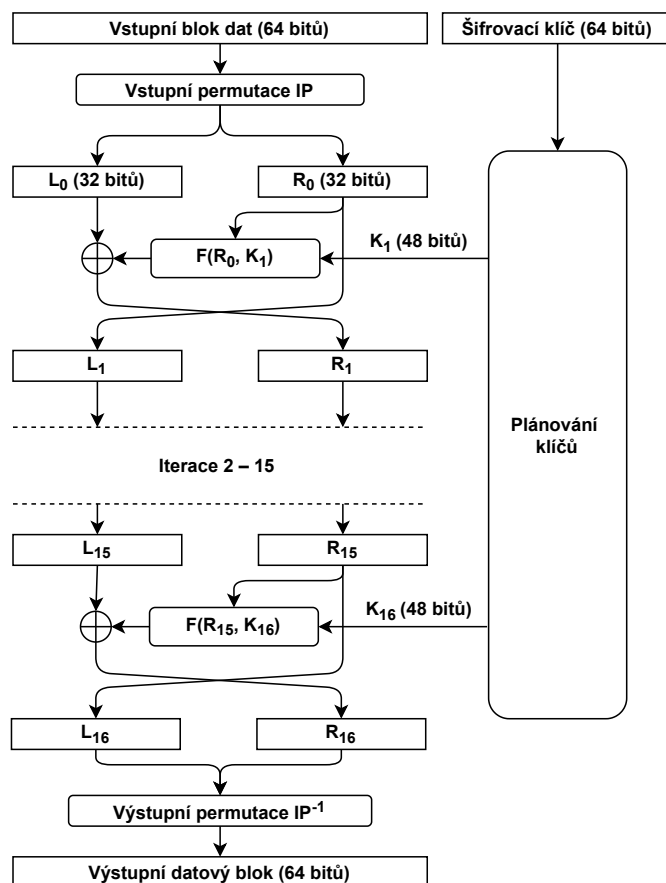 Vstupní blok dat (64 bitů)
Šifrovací klíč (64 bitů)
Vstupní permutace IP
L₀ (32 bitů)
R₀ (32 bitů)
F(R₀, K₁)
K₁ (48 bitů)
L₁
R₁
Plánování
klíčů
Iterace 2 – 15
L₁₅
R₁₅
F(R₁₅, K₁₆)
K₁₆ (48 bitů)
L₁₆
R₁₆
Výstupní permutace IP⁻¹
Výstupní datový blok (64 bitů)